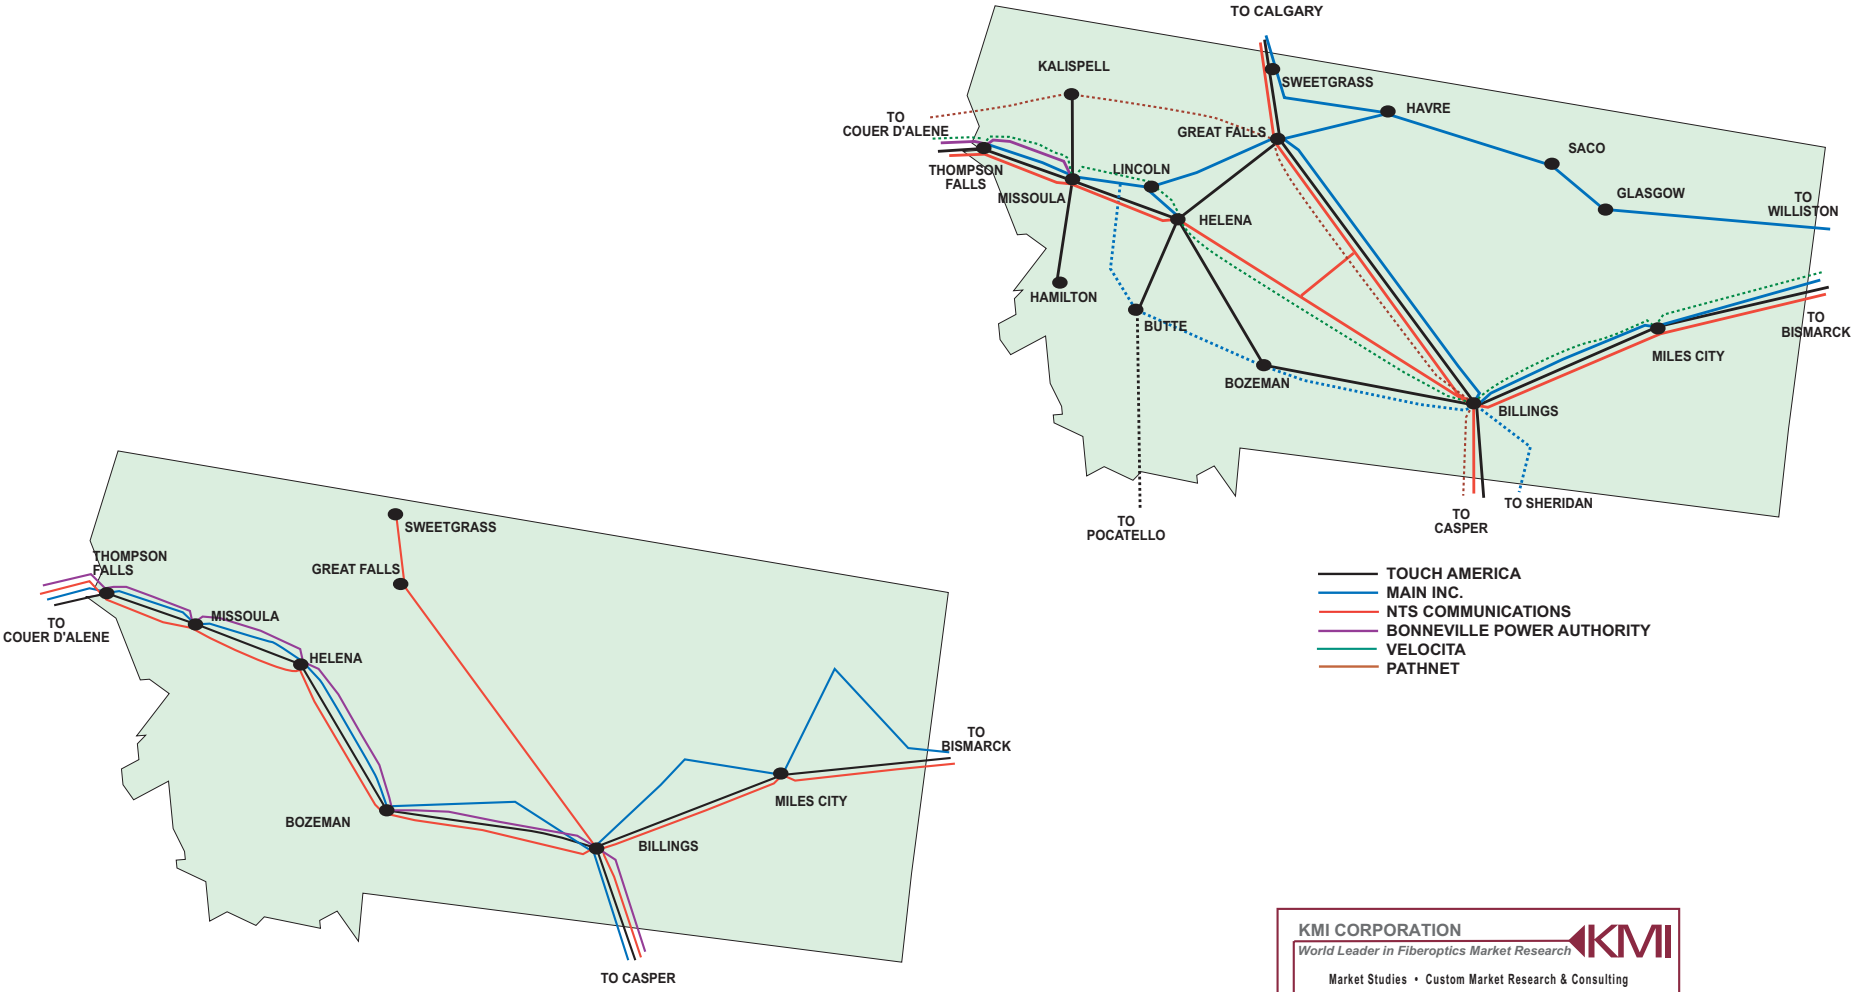 TO CALGARY
KALISPELL
SWEETGRASS
HAVRE
TO
COUER D'ALENE
GREAT FALLS
SACO
THOMPSON
FALLS
LINCOLN
MISSOULA
GLASGOW
TO
WILLISTON
HELENA
HAMILTON
BUTTE
TO
BISMARCK
MILES CITY
BOZEMAN
BILLINGS
TO SHERIDAN
TO
CASPER
TO
POCATELLO
SWEETGRASS
THOMPSON
FALLS
GREAT FALLS
TO
COUER D'ALENE
MISSOULA
HELENA
TO
BISMARCK
MILES CITY
BOZEMAN
BILLINGS
TO CASPER
TOUCH AMERICA
MAIN INC.
NTS COMMUNICATIONS
BONNEVILLE POWER AUTHORITY
VELOCITA
PATHNET
KMI CORPORATION
World Leader in Fiberoptics Market Research
KMI
Market Studies • Custom Market Research & Consulting